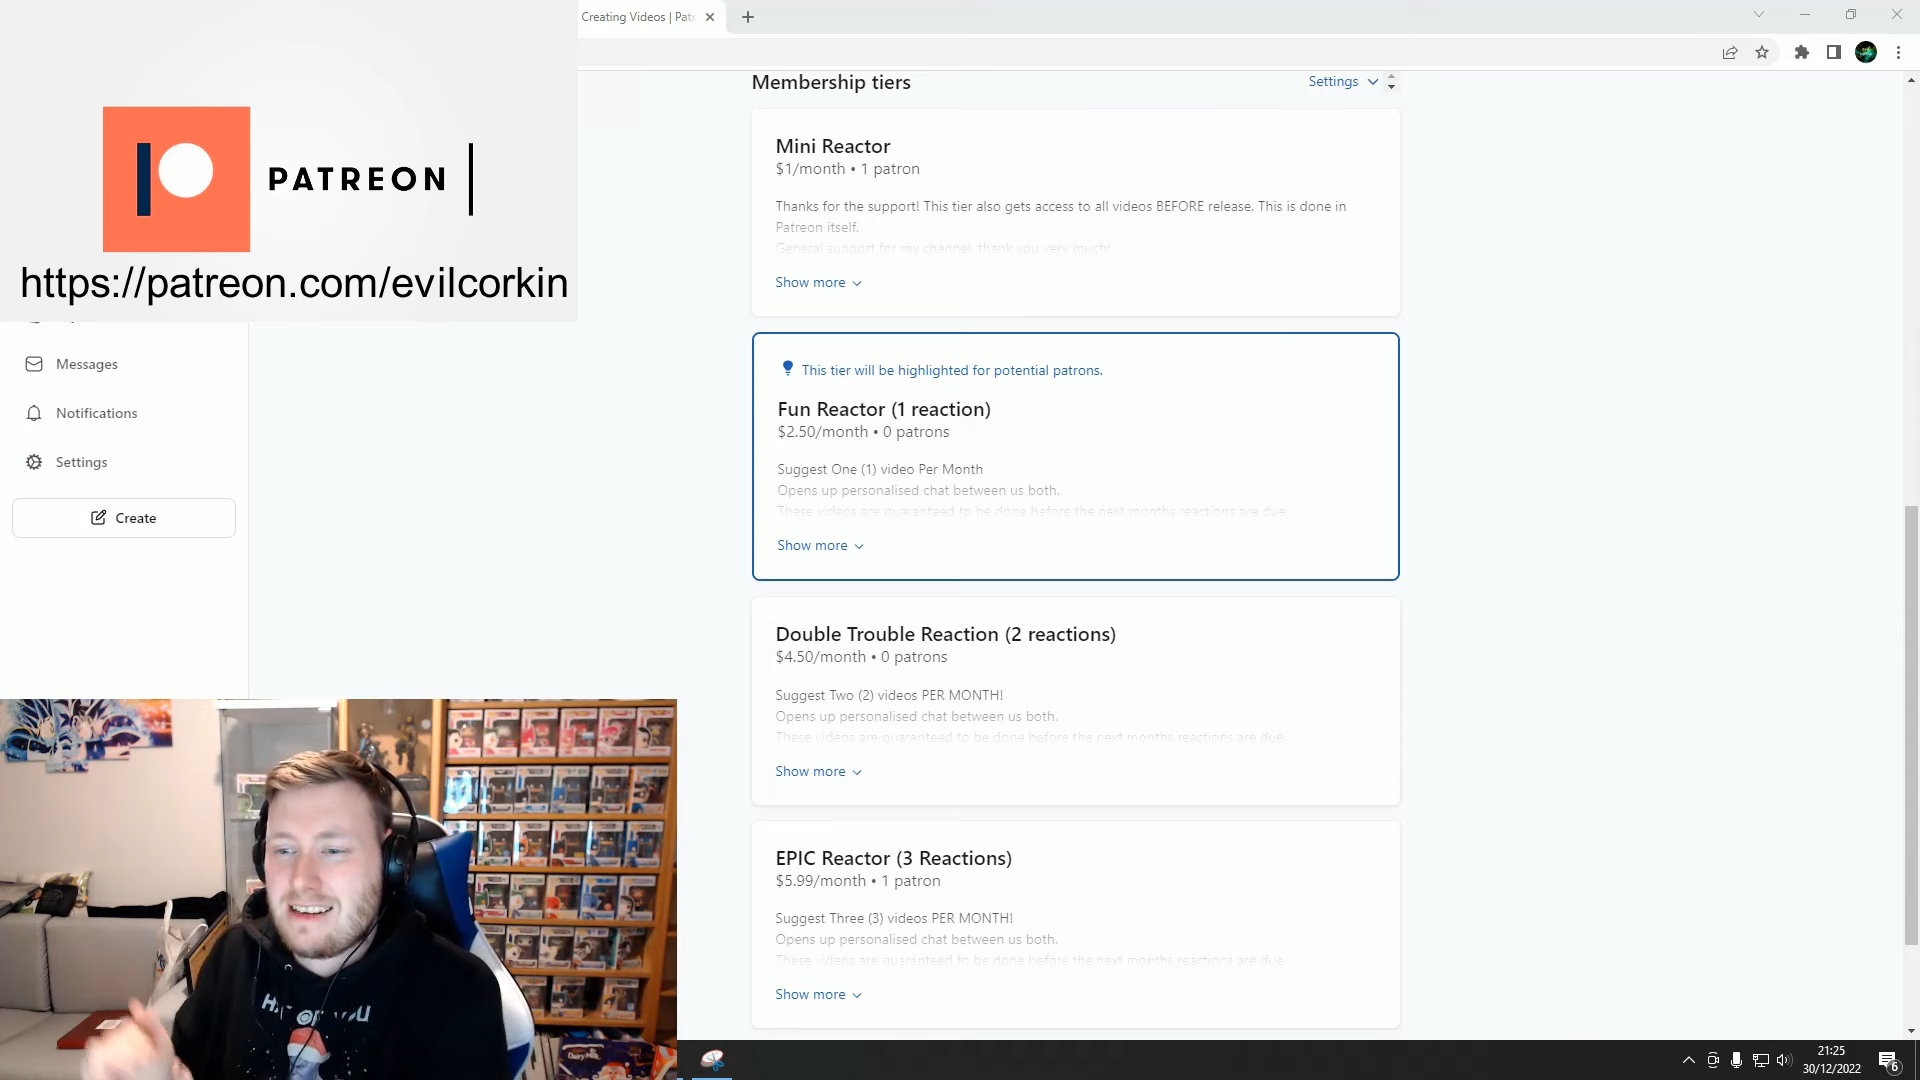 Creating Videos | Patr
PATREON
https://patreon.com/evilcorkin
Messages
Notifications
Settings
Create
Membership tiers
Settings
Mini Reactor
$1/month • 1 patron
Thanks for the support! This tier also gets access to all videos BEFORE release. This is done in
Patreon itself.
General support for my channel, thank you very much!
Show more
This tier will be highlighted for potential patrons.
Fun Reactor (1 reaction)
$2.50/month • 0 patrons
Suggest One (1) video Per Month
Opens up personalised chat between us both.
These videos are guaranteed to be done before the next months reactions are due.
Show more
Double Trouble Reaction (2 reactions)
$4.50/month • 0 patrons
Suggest Two (2) videos PER MONTH!
Opens up personalised chat between us both.
These videos are guaranteed to be done before the next months reactions are due.
Show more
EPIC Reactor (3 Reactions)
$5.99/month • 1 patron
Suggest Three (3) videos PER MONTH!
Opens up personalised chat between us both.
These videos are guaranteed to be done before the next months reactions are due.
Show more
Dairy Milk
21:25
30/12/2022
6